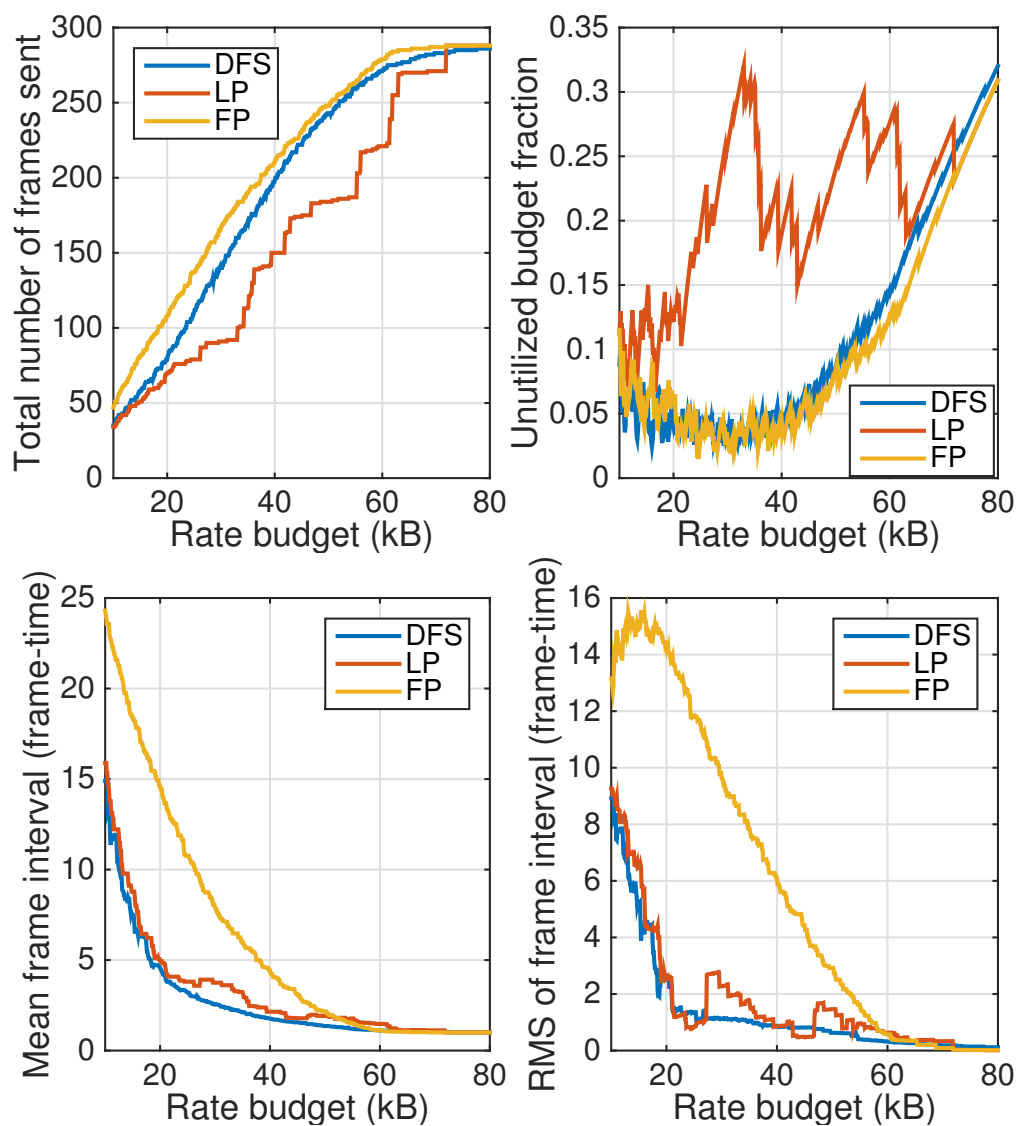 Total number of frames sent
300
250
200
150
100
50
0
DFS
LP
FP
20 40 60 80
Rate budget (kB)
Unutilized budget fraction
0.35
0.3
0.25
0.2
0.15
0.1
0.05
0
DFS
LP
FP
20 40 60 80
Rate budget (kB)
Mean frame interval (frame-time)
25
20
15
10
5
0
DFS
LP
FP
20 40 60 80
Rate budget (kB)
RMS of frame interval (frame-time)
16
14
12
10
8
6
4
2
0
DFS
LP
FP
20 40 60 80
Rate budget (kB)